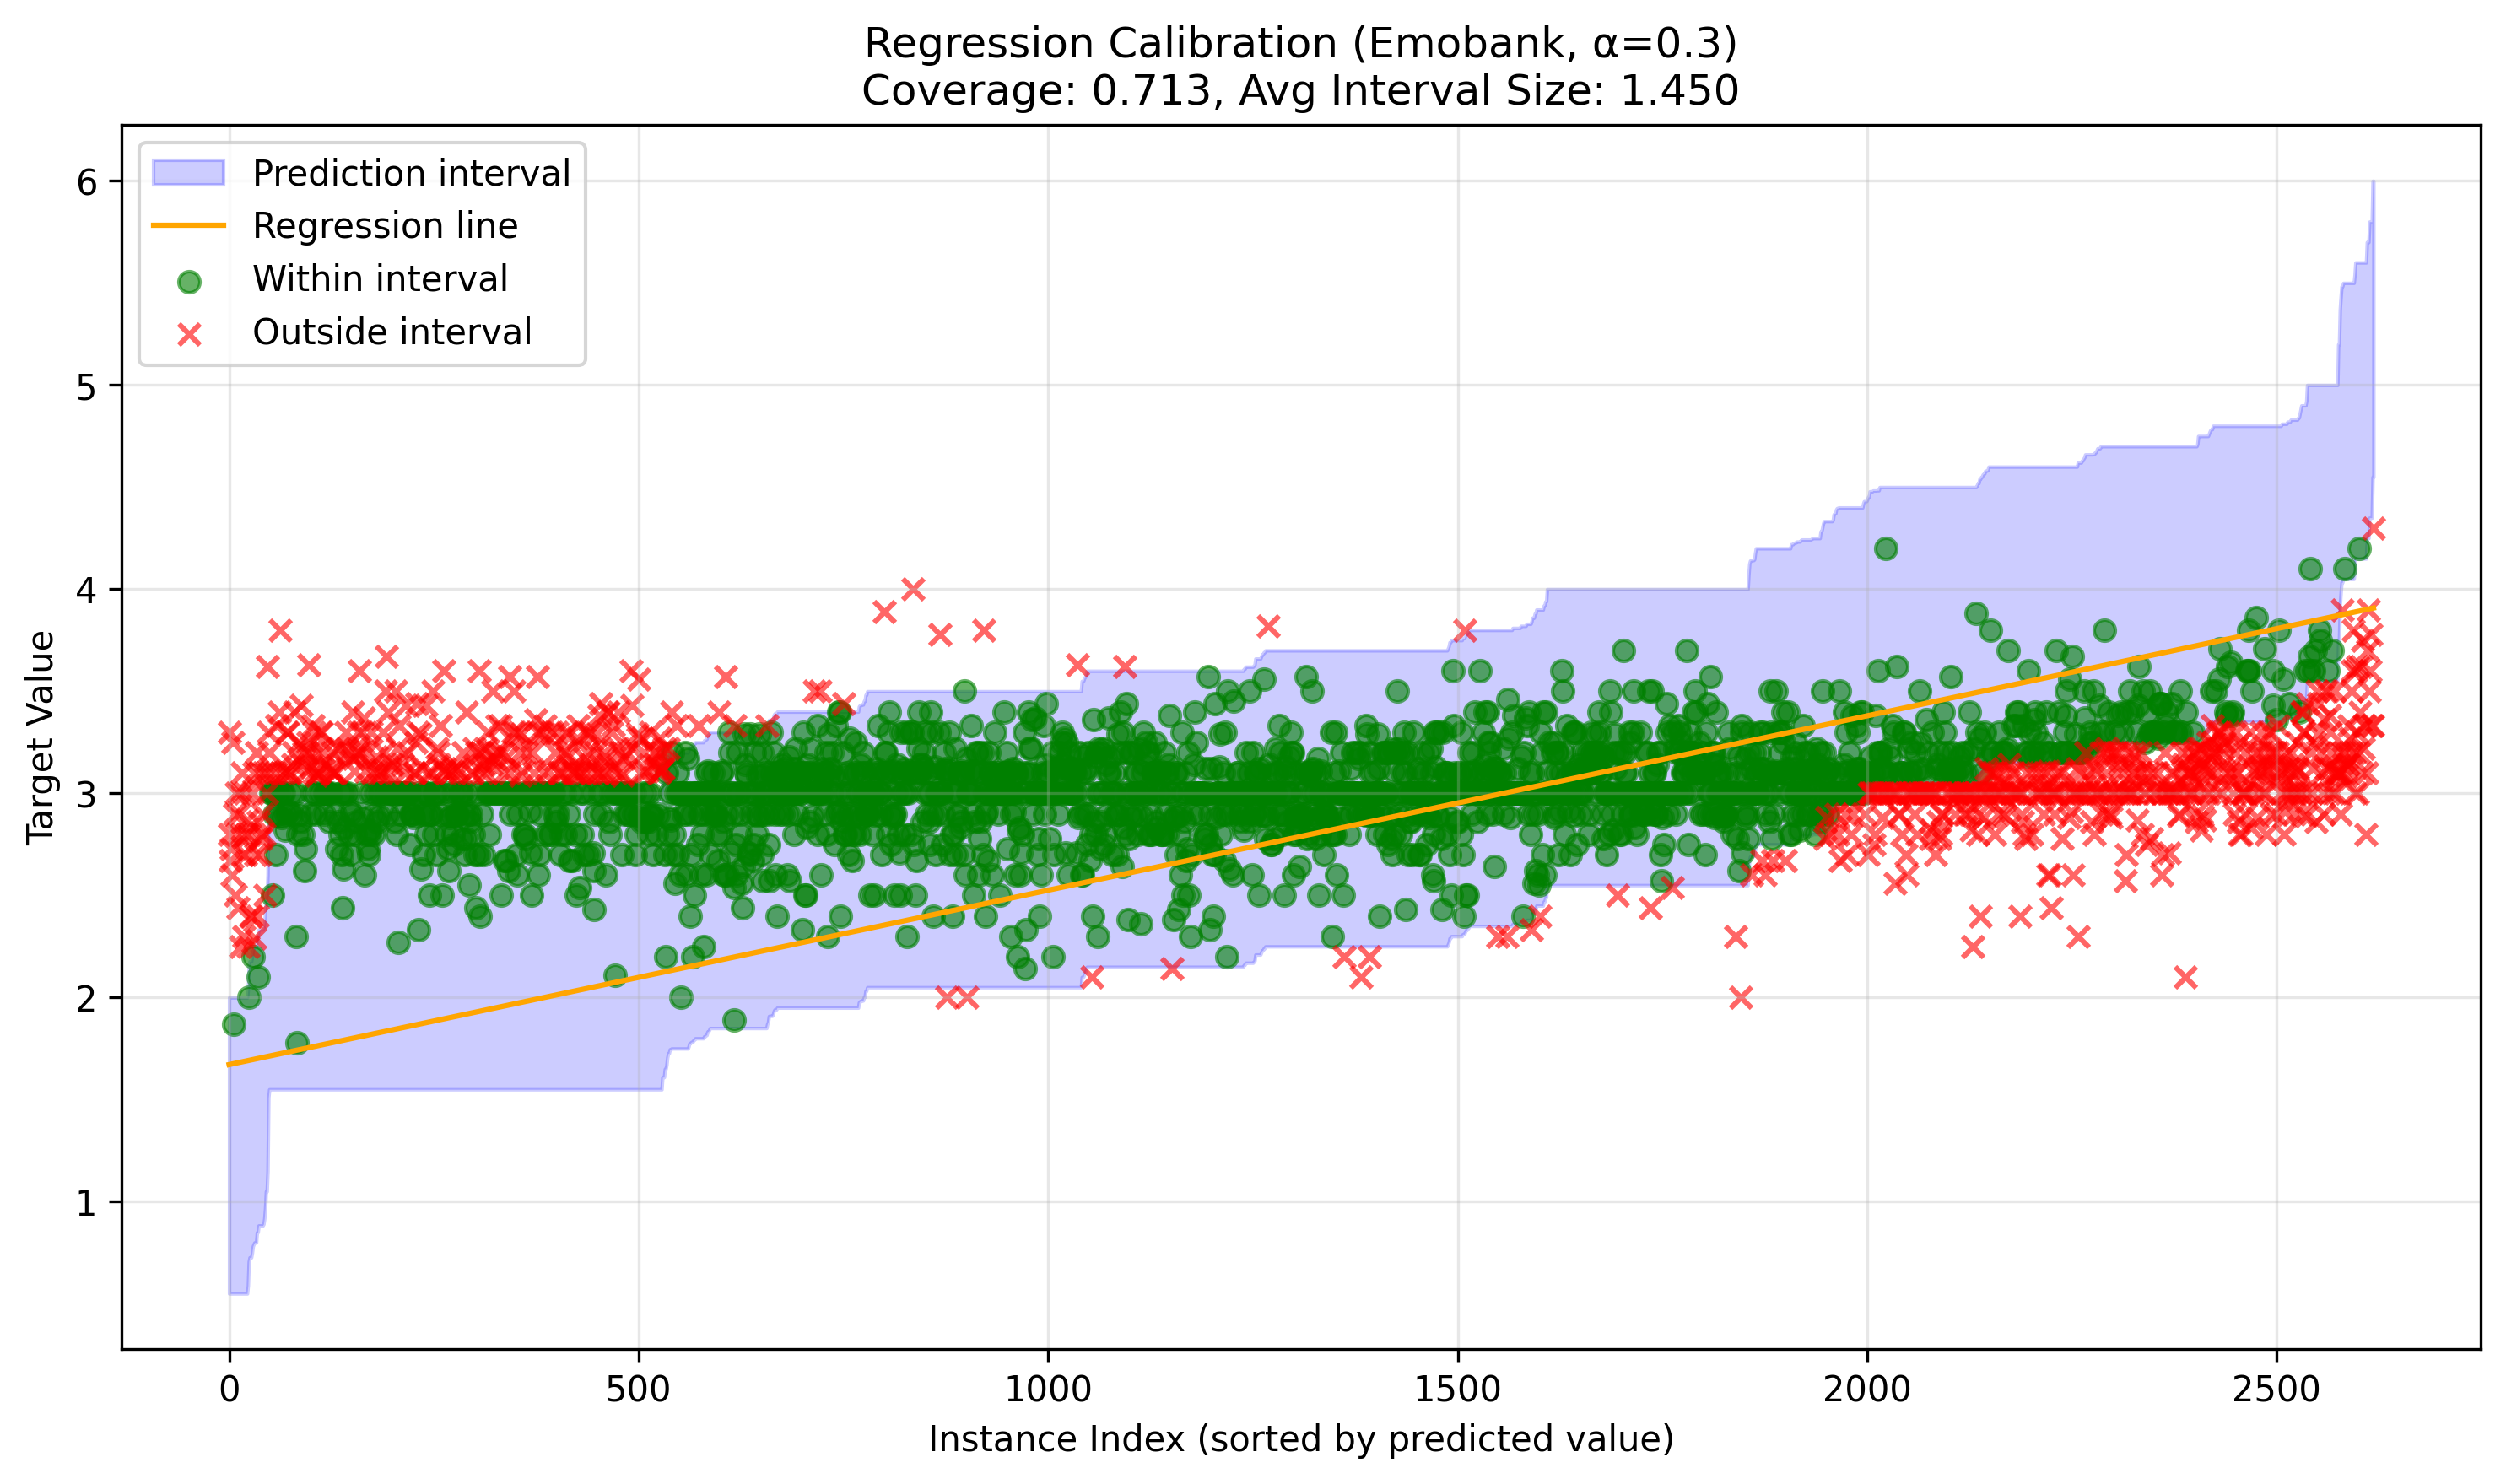 Regression Calibration (Emobank, α=0.3)
Coverage: 0.713, Avg Interval Size: 1.450
Prediction interval
Regression line
Within interval
Outside interval
6
5
4
3
2
1
Target Value
0
500
1000
1500
2000
2500
Instance Index (sorted by predicted value)